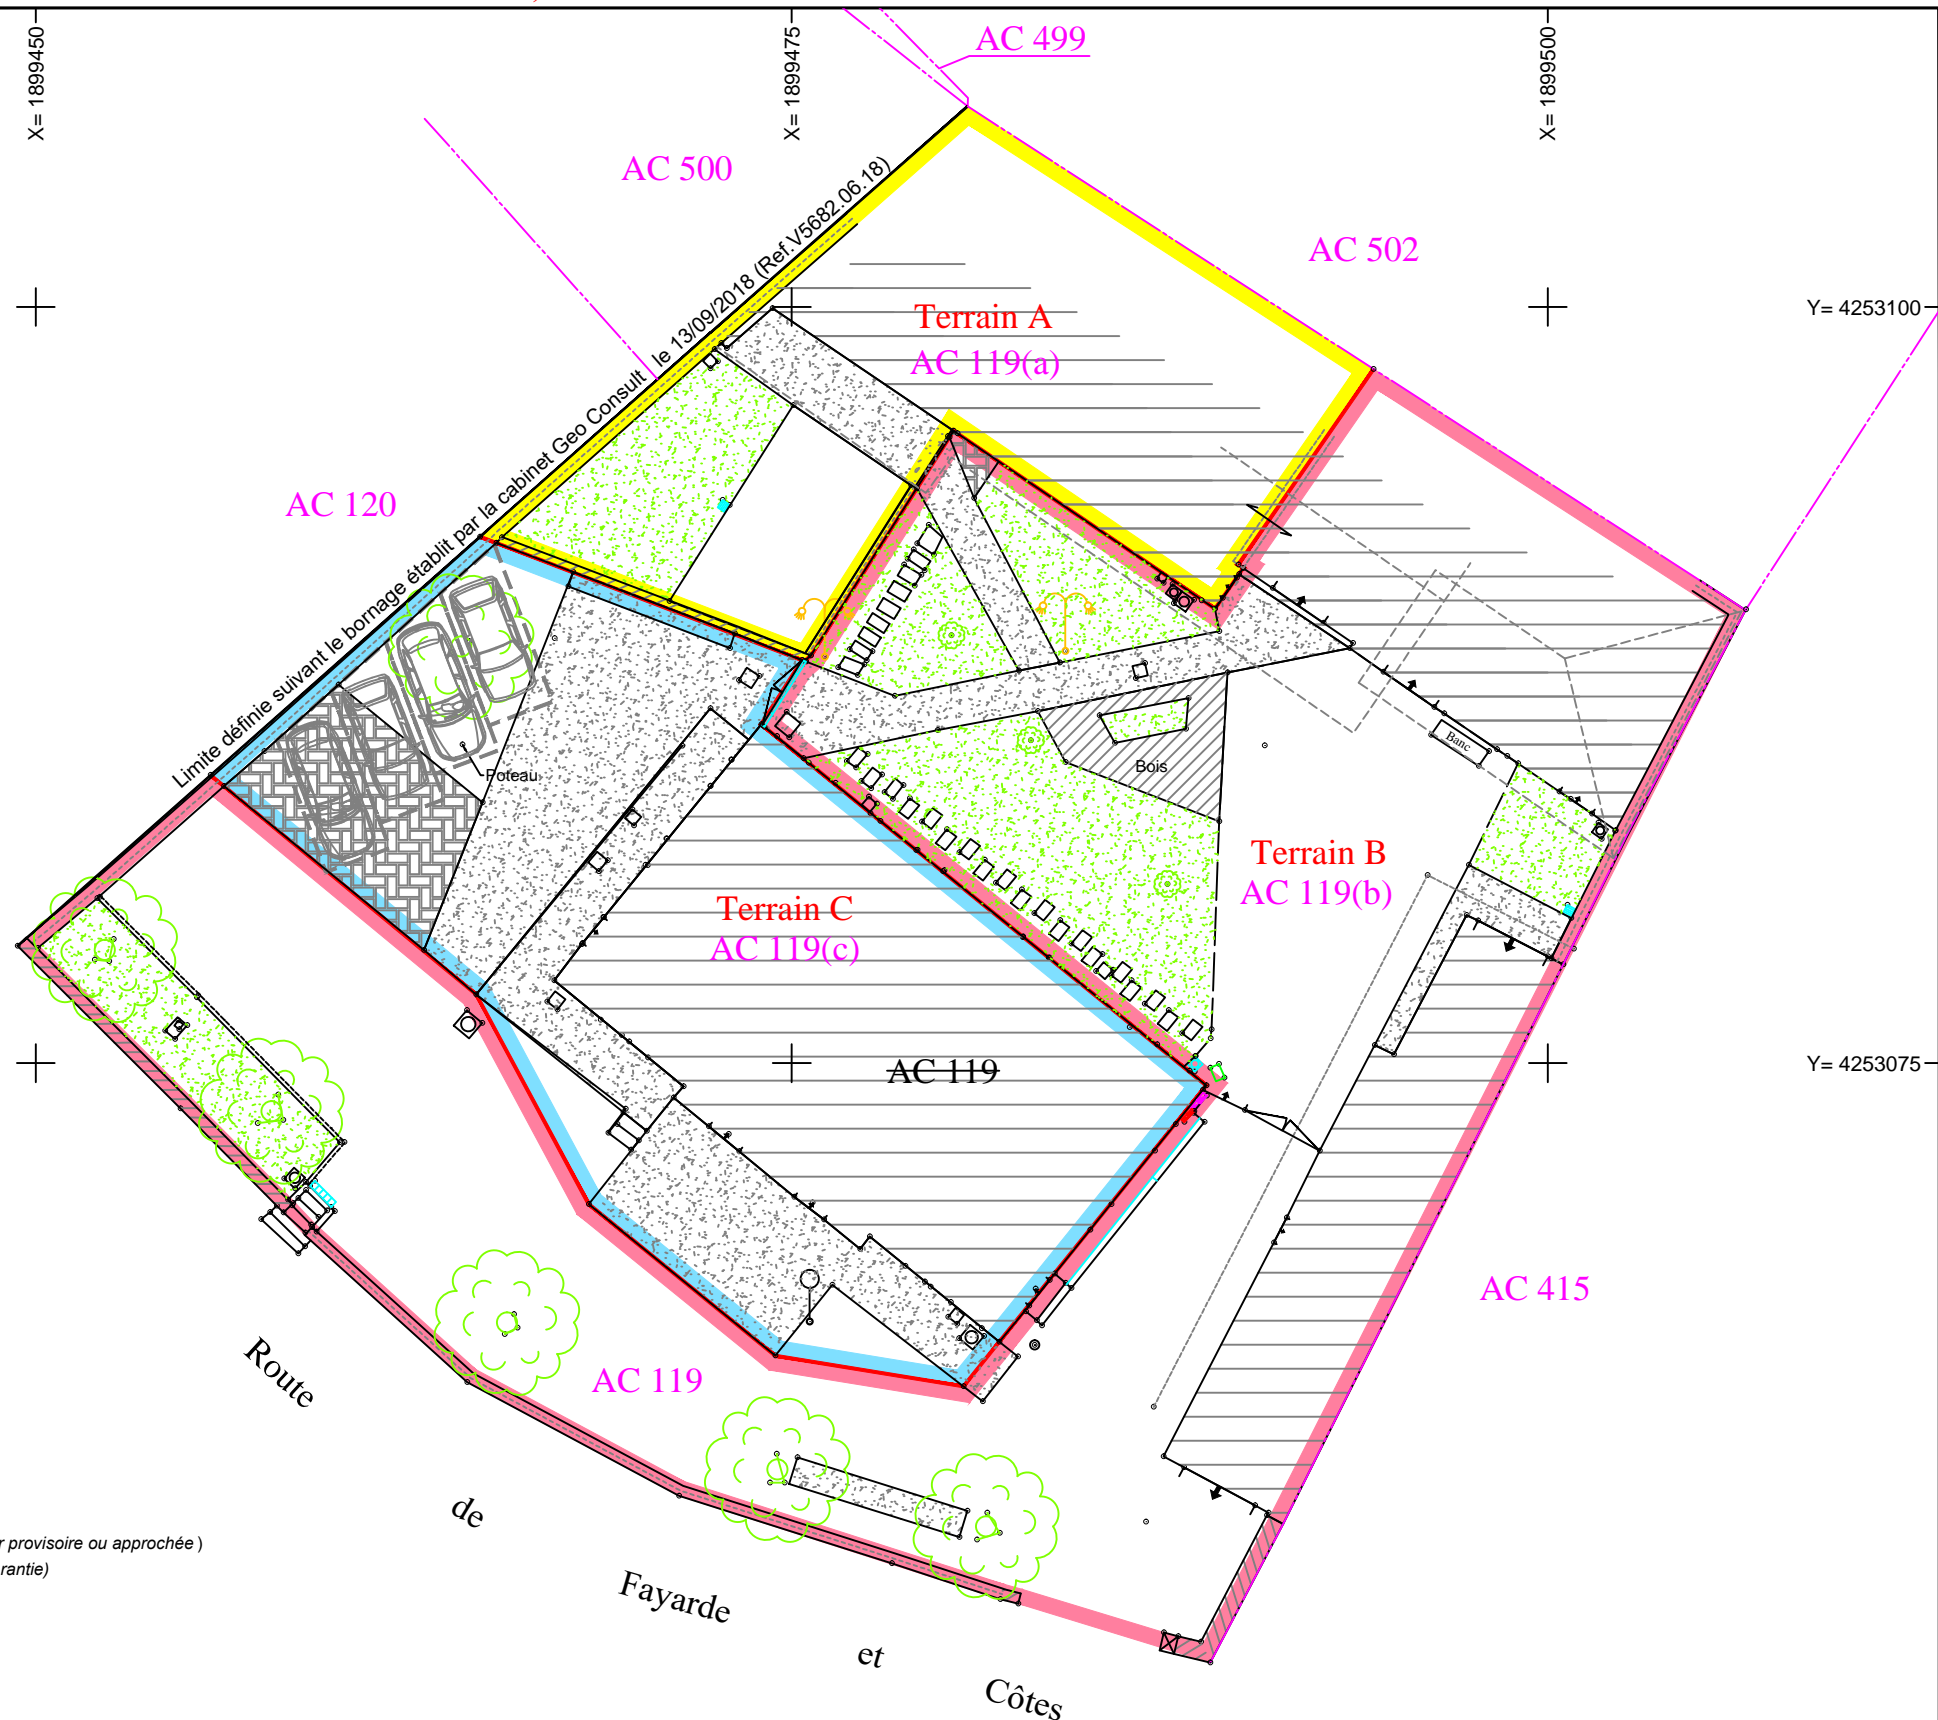 X= 1899450
X= 1899475
X= 1899500
AC 499
AC 500
AC 502
Y= 4253100
Terrain A
AC 119(a)
AC 120
Limite définie suivant le bornage établit par la cabinet Geo Consult le 13/09/2018 (Ref.V5682.06.18)
Poteau
Banc
Bois
Terrain B
AC 119(b)
Terrain C
AC 119(c)
AC 119
Y= 4253075
AC 415
AC 119
Route
de
Fayarde
et
Côtes
r provisoire ou approchée )
rantie)